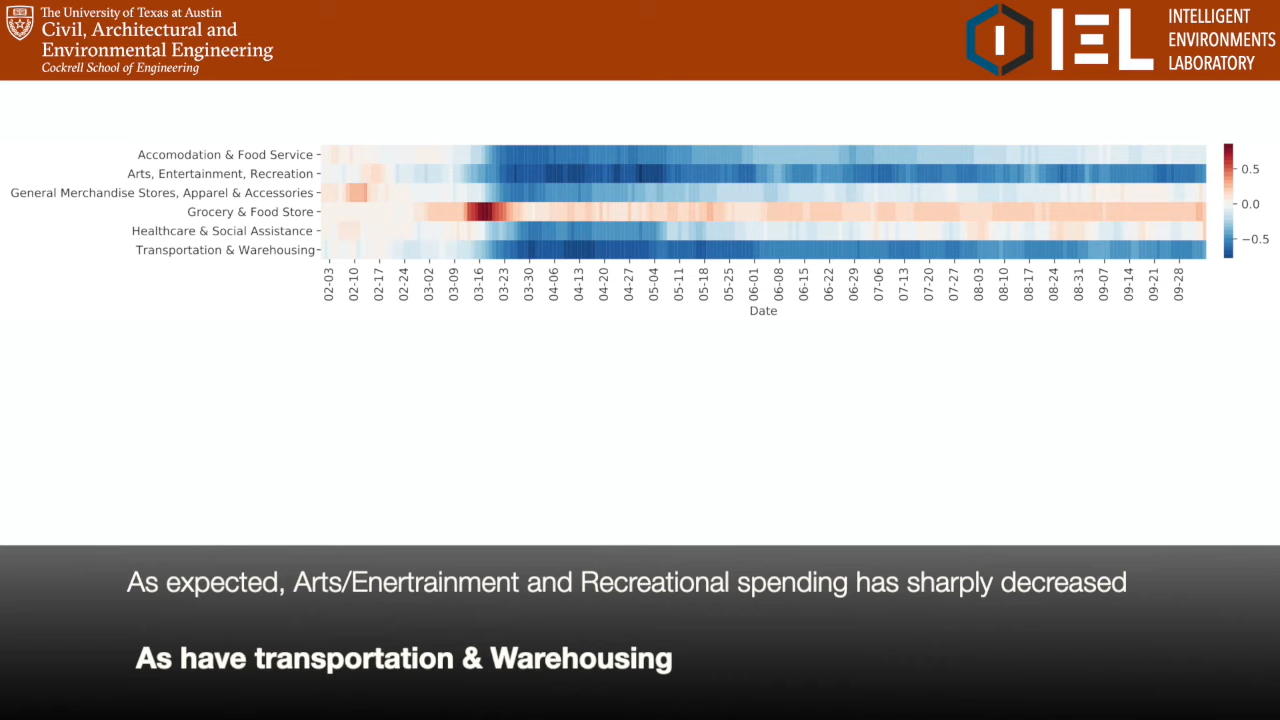 The University of Texas at Austin
Civil, Architectural and
Environmental Engineering
Cockrell School of Engineering
IEL
INTELLIGENT
ENVIRONMENTS
LABORATORY
Accomodation & Food Service
Arts, Entertainment, Recreation
General Merchandise Stores, Apparel & Accessories
Grocery & Food Store
Healthcare & Social Assistance
Transportation & Warehousing
0.5
0.0
−0.5
02-03 02-10 02-17 02-24 03-02 03-09 03-16 03-23 03-30 04-06 04-13 04-20 04-27 05-04 05-11 05-18 05-25 06-01 06-08 06-15 06-22 06-29 07-06 07-13 07-20 07-27 08-03 08-10 08-17 08-24 08-31 09-07 09-14 09-21 09-28
Date
As expected, Arts/Enertrainment and Recreational spending has sharply decreased
As have transportation & Warehousing